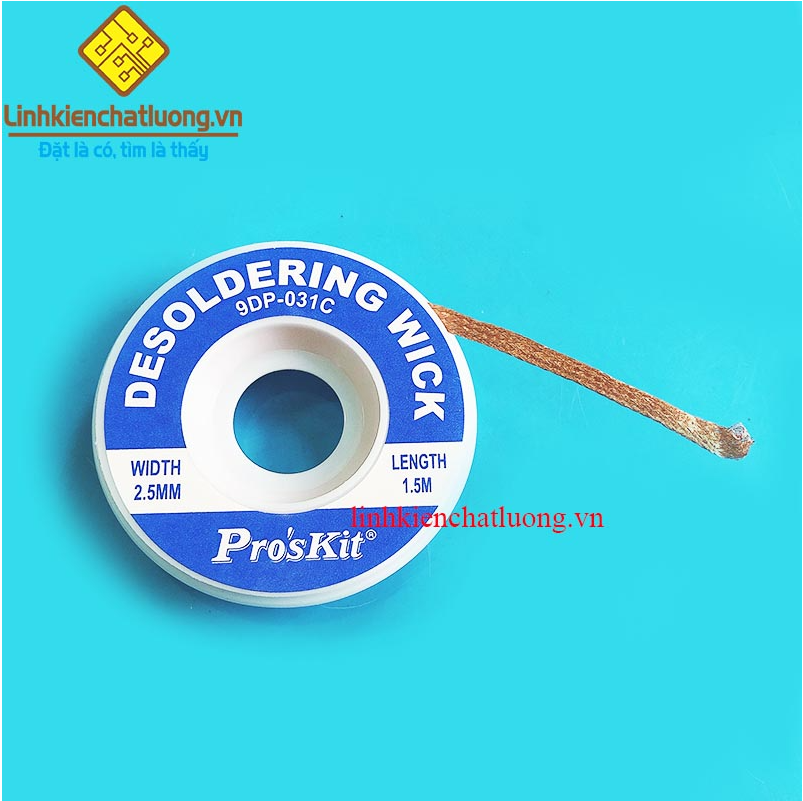 Linhkienchatluong.vn
Đặt là có, tìm là thấy
DESOLDERING WICK
9DP-031C
WIDTH
2.5MM
LENGTH
1.5M
linhkienchatluong.vn
Pro'sKit®